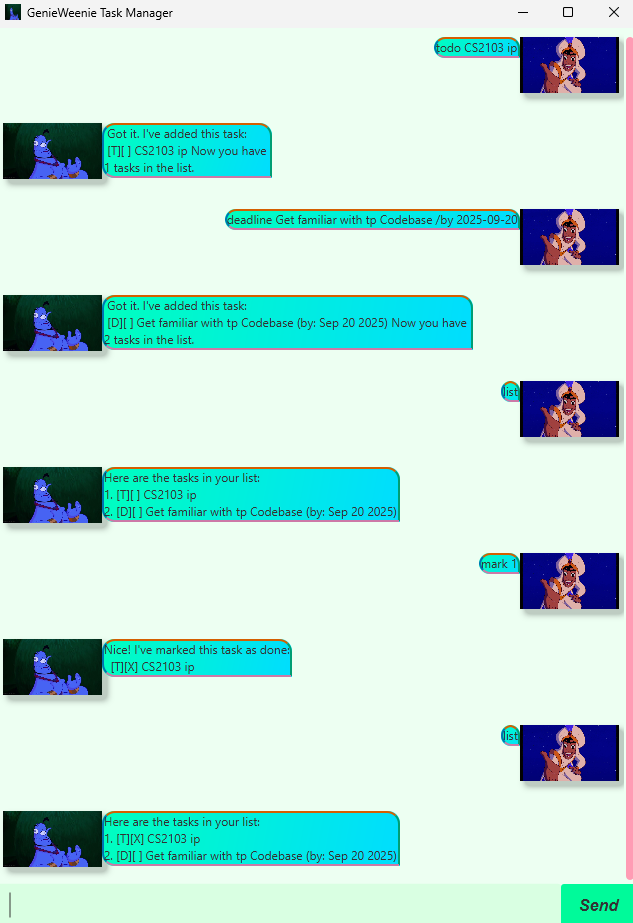 GenieWeenie Task Manager
todo CS2103 ip
Got it. I've added this task:
[T][ ] CS2103 ip Now you have
1 tasks in the list.
deadline Get familiar with tp Codebase /by 2025-09-20
Got it. I've added this task:
[D][ ] Get familiar with tp Codebase (by: Sep 20 2025) Now you have
2 tasks in the list.
list
Here are the tasks in your list:
1. [T][ ] CS2103 ip
2. [D][ ] Get familiar with tp Codebase (by: Sep 20 2025)
mark 1
Nice! I've marked this task as done:
[T][X] CS2103 ip
list
Here are the tasks in your list:
1. [T][X] CS2103 ip
2. [D][ ] Get familiar with tp Codebase (by: Sep 20 2025)
Send